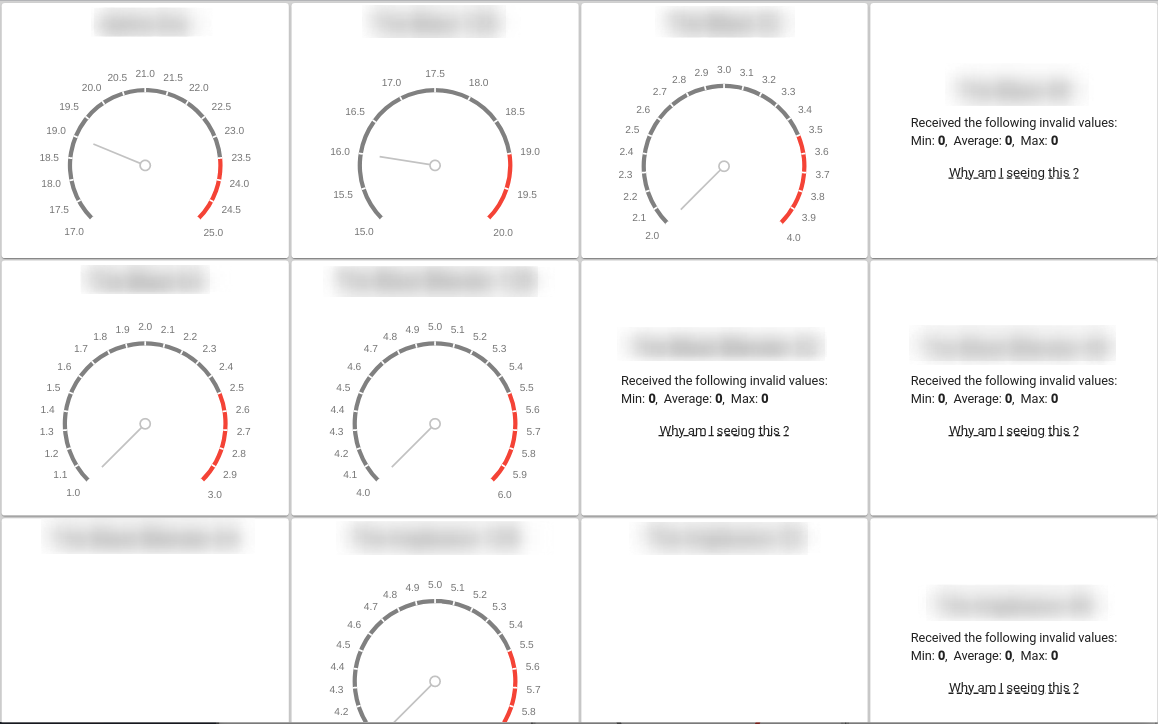 17.0 17.5 18.0 18.5 19.0 19.5 20.0 20.5 21.0 21.5 22.0 22.5 23.0 23.5 24.0 24.5 25.0
15.0 15.5 16.0 16.5 17.0 17.5 18.0 18.5 19.0 19.5 20.0
2.0 2.1 2.2 2.3 2.4 2.5 2.6 2.7 2.8 2.9 3.0 3.1 3.2 3.3 3.4 3.5 3.6 3.7 3.8 3.9 4.0
Received the following invalid values:
Min: 0, Average: 0, Max: 0
Why am I seeing this ?
1.0 1.1 1.2 1.3 1.4 1.5 1.6 1.7 1.8 1.9 2.0 2.1 2.2 2.3 2.4 2.5 2.6 2.7 2.8 2.9 3.0
4.0 4.1 4.2 4.3 4.4 4.5 4.6 4.7 4.8 4.9 5.0 5.1 5.2 5.3 5.4 5.5 5.6 5.7 5.8 5.9 6.0
Received the following invalid values:
Min: 0, Average: 0, Max: 0
Why am I seeing this ?
Received the following invalid values:
Min: 0, Average: 0, Max: 0
Why am I seeing this ?
4.2 4.3 4.4 4.5 4.6 4.7 4.8 4.9 5.0 5.1 5.2 5.3 5.4 5.5 5.6 5.7 5.8
Received the following invalid values:
Min: 0, Average: 0, Max: 0
Why am I seeing this ?